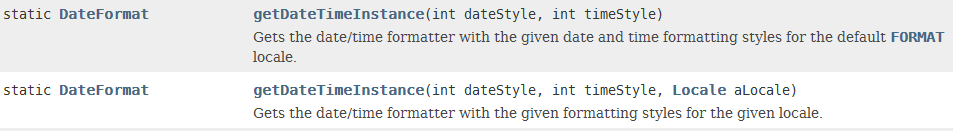 static DateFormat getDateTimeInstance(int dateStyle, int timeStyle)
Gets the date/time formatter with the given date and time formatting styles for the default FORMAT
locale.
static DateFormat getDateTimeInstance(int dateStyle, int timeStyle, Locale aLocale)
Gets the date/time formatter with the given formatting styles for the given locale.